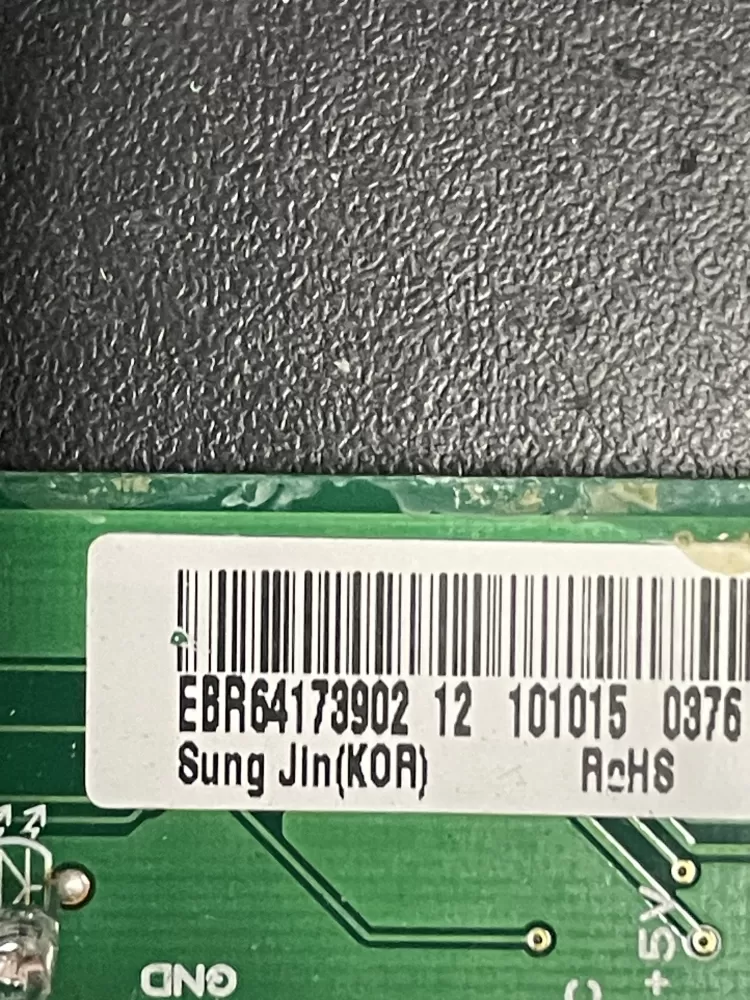 EBR64173902 12 101015 0376
Sung Jin(KOR) RoHS
+5V
GND
C